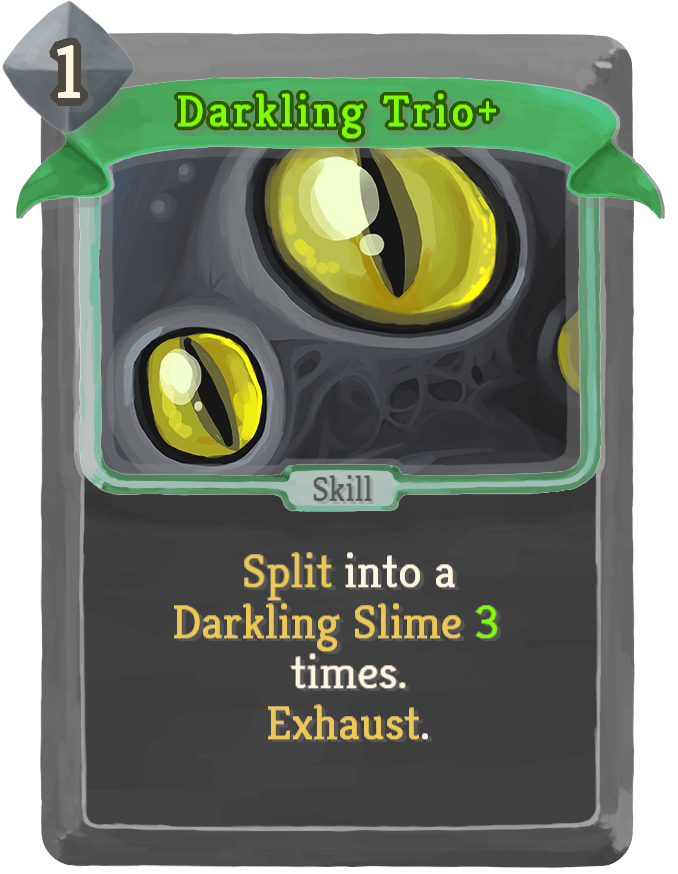 1
Darkling Trio+
Skill
Split into a
Darkling Slime 3
times.
Exhaust.